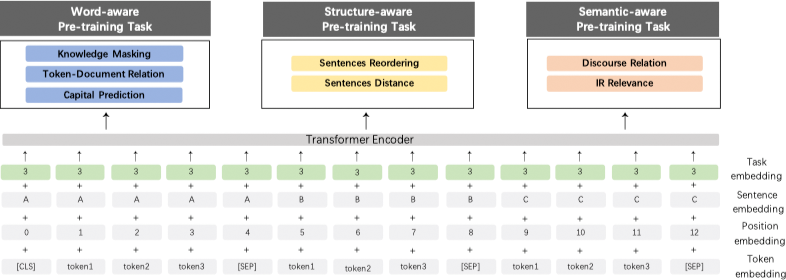 Word-aware
Pre-training Task
Structure-aware
Pre-training Task
Semantic-aware
Pre-training Task
Knowledge Masking
Token-Document Relation
Capital Prediction
Sentences Reordering
Sentences Distance
Discourse Relation
IR Relevance
Transformer Encoder
3 3 3 3 3 3 3 3 3 3 3 3 3 Task embedding
+ + + + + + + + + + + + +
A A A A A B B B B C C C C Sentence embedding
+ + + + + + + + + + + + +
0 1 2 3 4 5 6 7 8 9 10 11 12 Position embedding
+ + + + + + + + + + + + +
[CLS] token1 token2 token3 [SEP] token1 token2 token3 [SEP] token1 token2 token3 [SEP] Token embedding